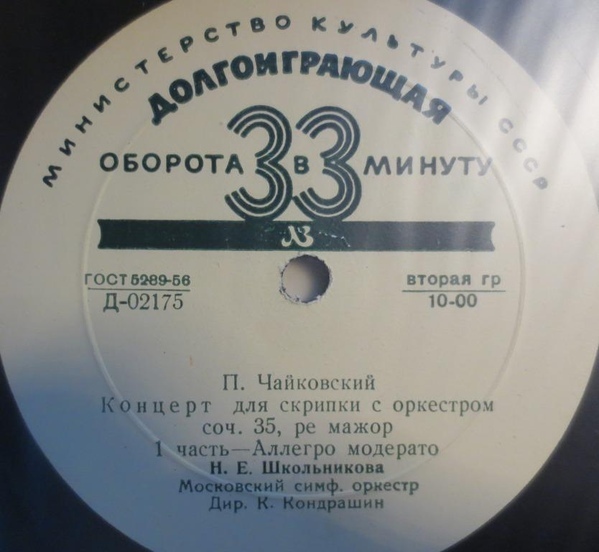 МИНИСТЕРСТВО КУЛЬТУРЫ СССР
ДОЛГОИГРАЮЩАЯ
ОБОРОТА 33 В МИНУТУ
ЛЗ
ГОСТ 5289-56
Д-02175
вторая гр
10-00
П. Чайковский
Концерт для скрипки с оркестром
соч. 35, ре мажор
1 часть—Аллегро модерато
Н. Е. Школьникова
Московский симф. оркестр
Дир. К. Кондрашин